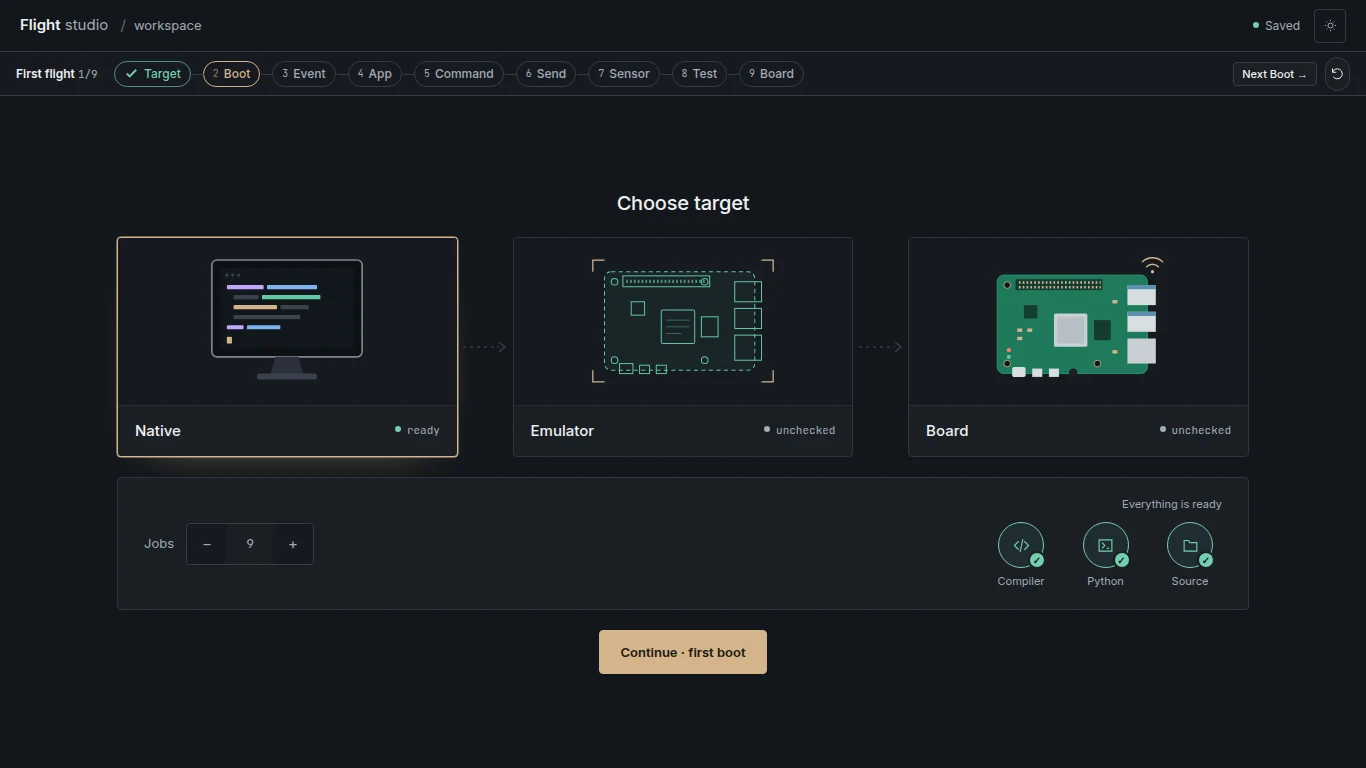 Flight studio / workspace
Saved
First flight 1/9
Target
2 Boot
3 Event
4 App
5 Command
6 Send
7 Sensor
8 Test
9 Board
Next Boot →
Choose target
Native
ready
Emulator
unchecked
Board
unchecked
Everything is ready
Jobs
− 9 +
Compiler
Python
Source
Continue · first boot